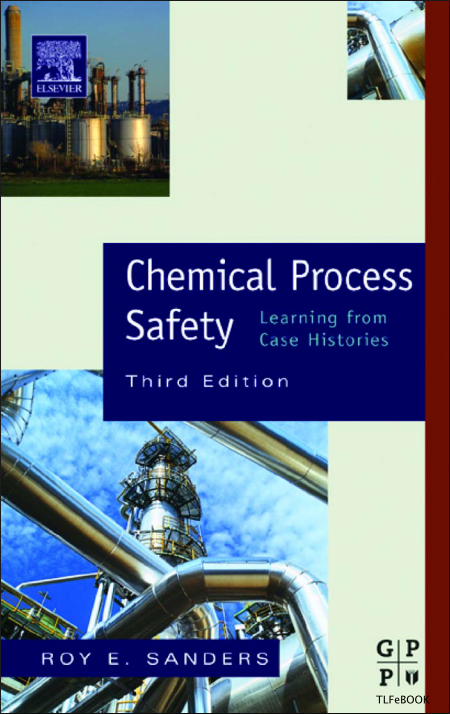 ELSEVIER
Chemical Process
Safety
Learning from
Case Histories
Third Edition
ROY E. SANDERS
G P
P
TLFeBOOK